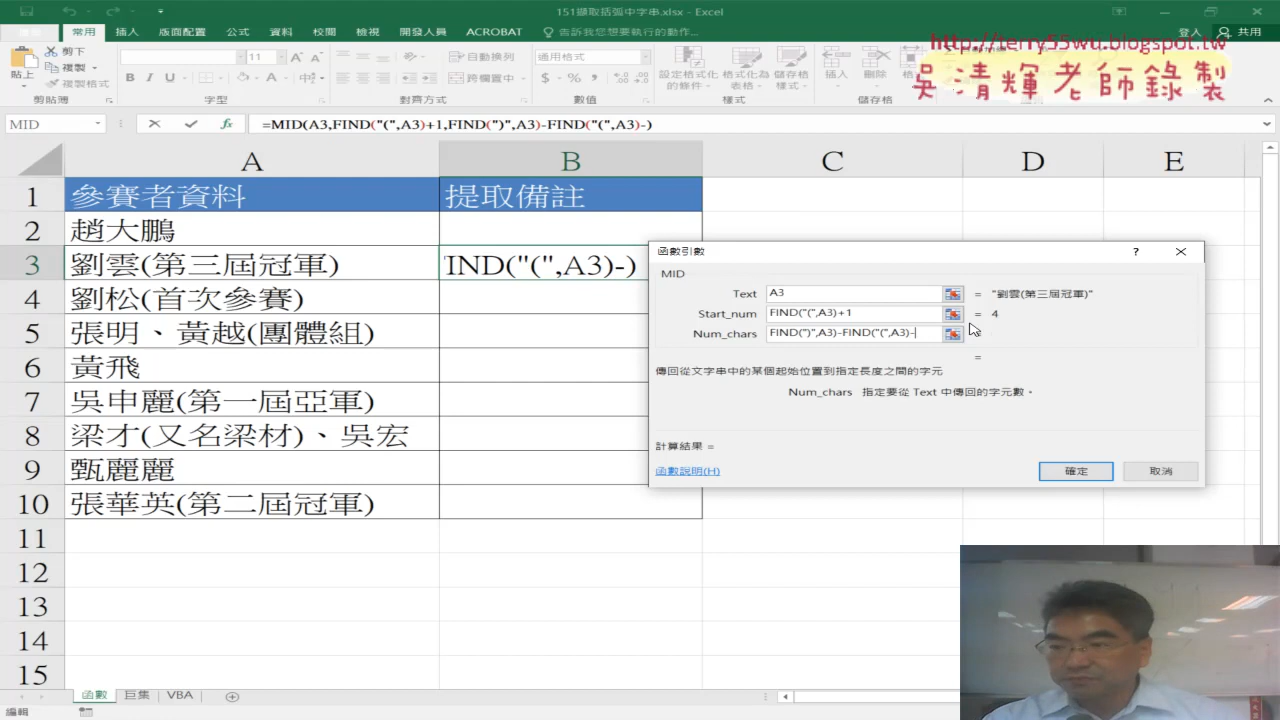 151擷取括弧中字串.xlsx - Excel
常用 插入 版面配置 公式 資料 校閱 檢視 開發人員 ACROBAT 告訴我您想要執行的動作... 登入 共用
http://terry55wu.blogspot.tw
吳清輝老師錄製
貼上 剪下 複製 複製格式 11 自動換列 跨欄置中 通用格式 設定格式化的條件 格式化為表格 儲存格樣式 插入 刪除
剪貼簿 字型 對齊方式 數值 樣式 儲存格
MID =MID(A3,FIND("(",A3)+1,FIND(")",A3)-FIND("(",A3)-)
A B C D E
1 參賽者資料 提取備註
2 趙大鵬
3 劉雲(第三屆冠軍) IND("(",A3)-)
4 劉松(首次參賽)
5 張明、黃越(團體組)
6 黃飛
7 吳申麗(第一屆亞軍)
8 梁才(又名梁材)、吳宏
9 甄麗麗
10 張華英(第二屆冠軍)
11
12
13
14
15
函數引數
MID
Text A3 = "劉雲(第三屆冠軍)"
Start_num FIND("(",A3)+1 = 4
Num_chars FIND(")",A3)-FIND("(",A3)- =
=
傳回從文字串中的某個起始位置到指定長度之間的字元
Num_chars 指定要從 Text 中傳回的字元數。
計算結果 =
函數說明(H) 確定 取消
函數 巨集 VBA
編輯